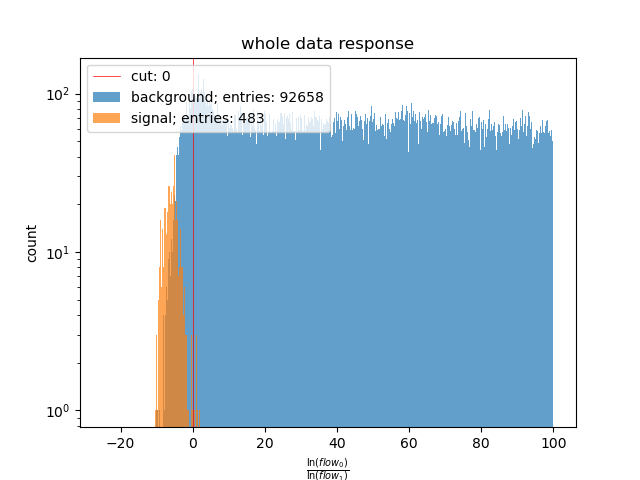 whole data response
cut: 0
background; entries: 92658
signal; entries: 483
count
10²
10¹
10⁰
−20 0 20 40 60 80 100
ln(flow₀)
ln(flow₁)